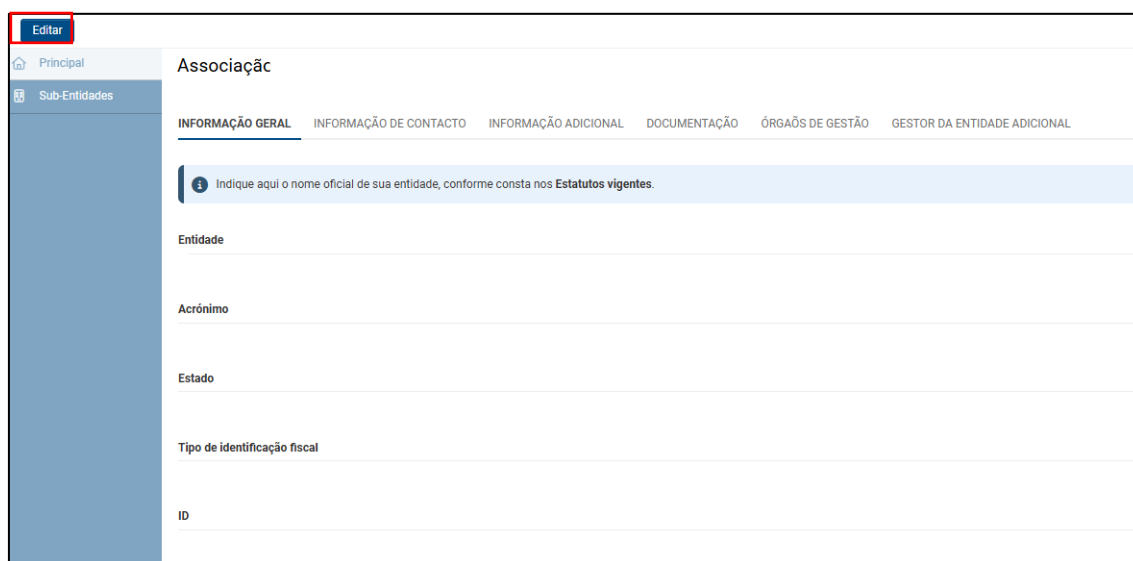 Editar
Principal
Sub-Entidades
Associação
INFORMAÇÃO GERAL INFORMAÇÃO DE CONTACTO INFORMAÇÃO ADICIONAL DOCUMENTAÇÃO ÓRGAÕS DE GESTÃO GESTOR DA ENTIDADE ADICIONAL
Indique aqui o nome oficial de sua entidade, conforme consta nos Estatutos vigentes.
Entidade
Acrónimo
Estado
Tipo de identificação fiscal
ID